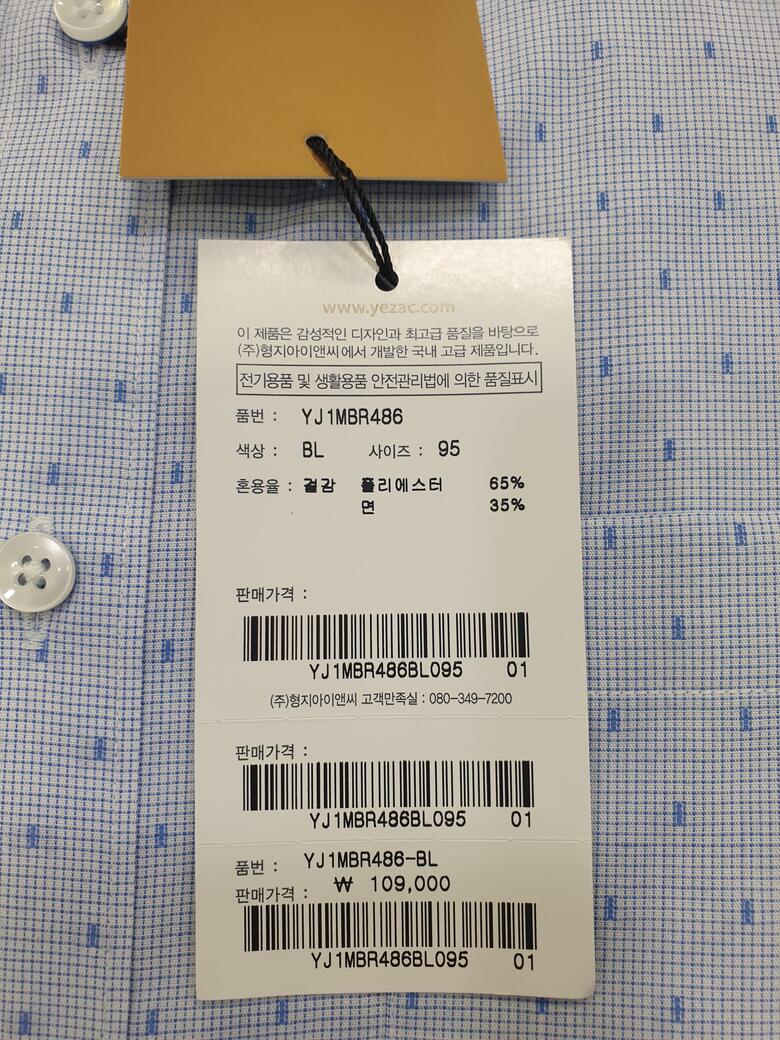 www.yezac.com
이 제품은 감성적인 디자인과 최고급 품질을 바탕으로
(주)형지아이앤씨에서 개발한 국내 고급 제품입니다.
전기용품 및 생활용품 안전관리법에 의한 품질표시
품번 : YJ1MBR486
색상 : BL 사이즈 : 95
혼용율 : 겉감 폴리에스터 65%
면 35%
판매가격 :
YJ1MBR486BL095 01
(주)형지아이앤씨 고객만족실 : 080-349-7200
판매가격 :
YJ1MBR486BL095 01
품번 : YJ1MBR486-BL
판매가격 : ₩ 109,000
YJ1MBR486BL095 01